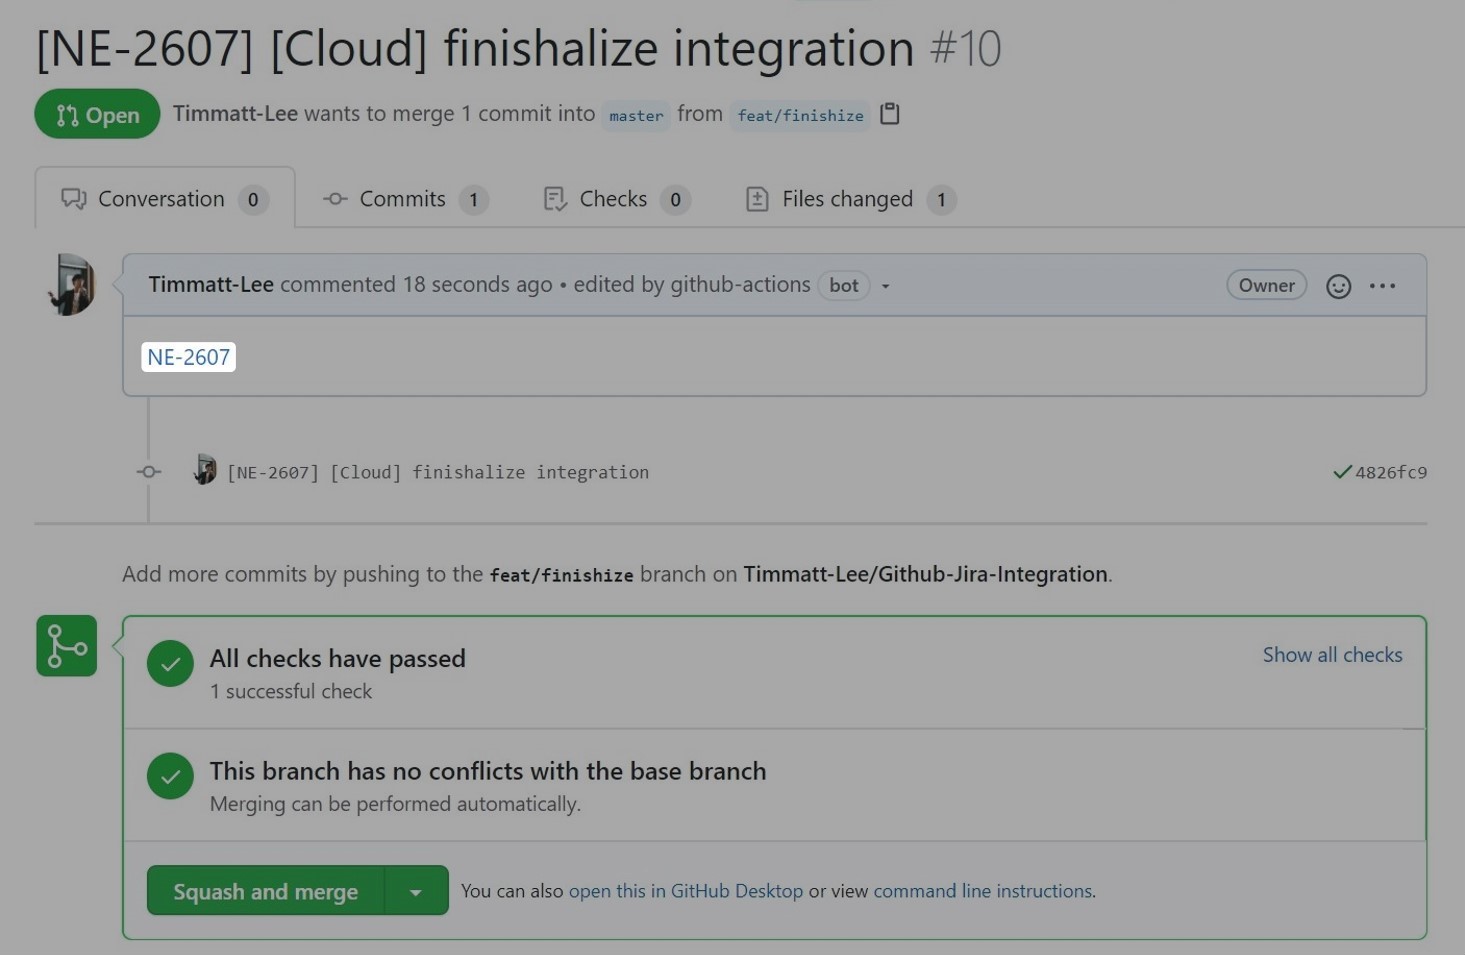 [NE-2607] [Cloud] finishalize integration #10
Open Timmatt-Lee wants to merge 1 commit into master from feat/finishize
Conversation 0 Commits 1 Checks 0 Files changed 1
Timmatt-Lee commented 18 seconds ago • edited by github-actions bot Owner
NE-2607
[NE-2607] [Cloud] finishalize integration 4826fc9
Add more commits by pushing to the feat/finishize branch on Timmatt-Lee/Github-Jira-Integration.
All checks have passed Show all checks
1 successful check
This branch has no conflicts with the base branch
Merging can be performed automatically.
Squash and merge You can also open this in GitHub Desktop or view command line instructions.